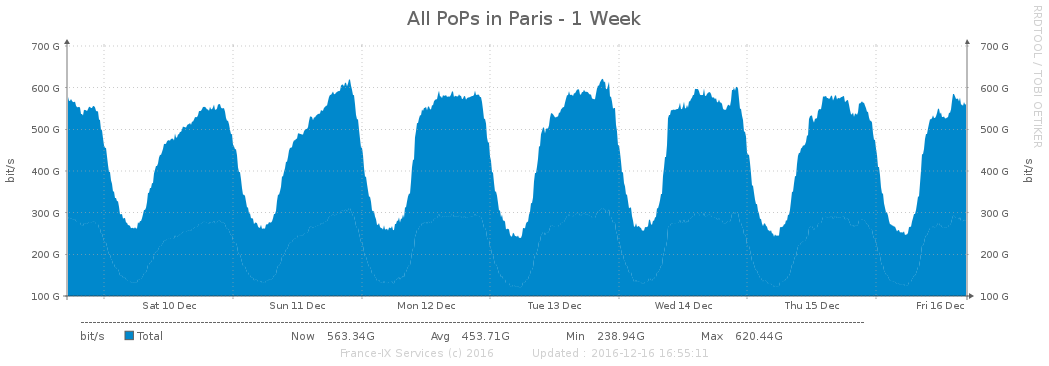 All PoPs in Paris - 1 Week
RRDTOOL / TOBI OETIKER
700 G 700 G
600 G 600 G
500 G 500 G
400 G 400 G
300 G 300 G
200 G 200 G
100 G 100 G
bit/s bit/s
Sat 10 Dec Sun 11 Dec Mon 12 Dec Tue 13 Dec Wed 14 Dec Thu 15 Dec Fri 16 Dec
bit/s Total Now 563.34G Avg 453.71G Min 238.94G Max 620.44G
France-IX Services (c) 2016 Updated : 2016-12-16 16:55:11